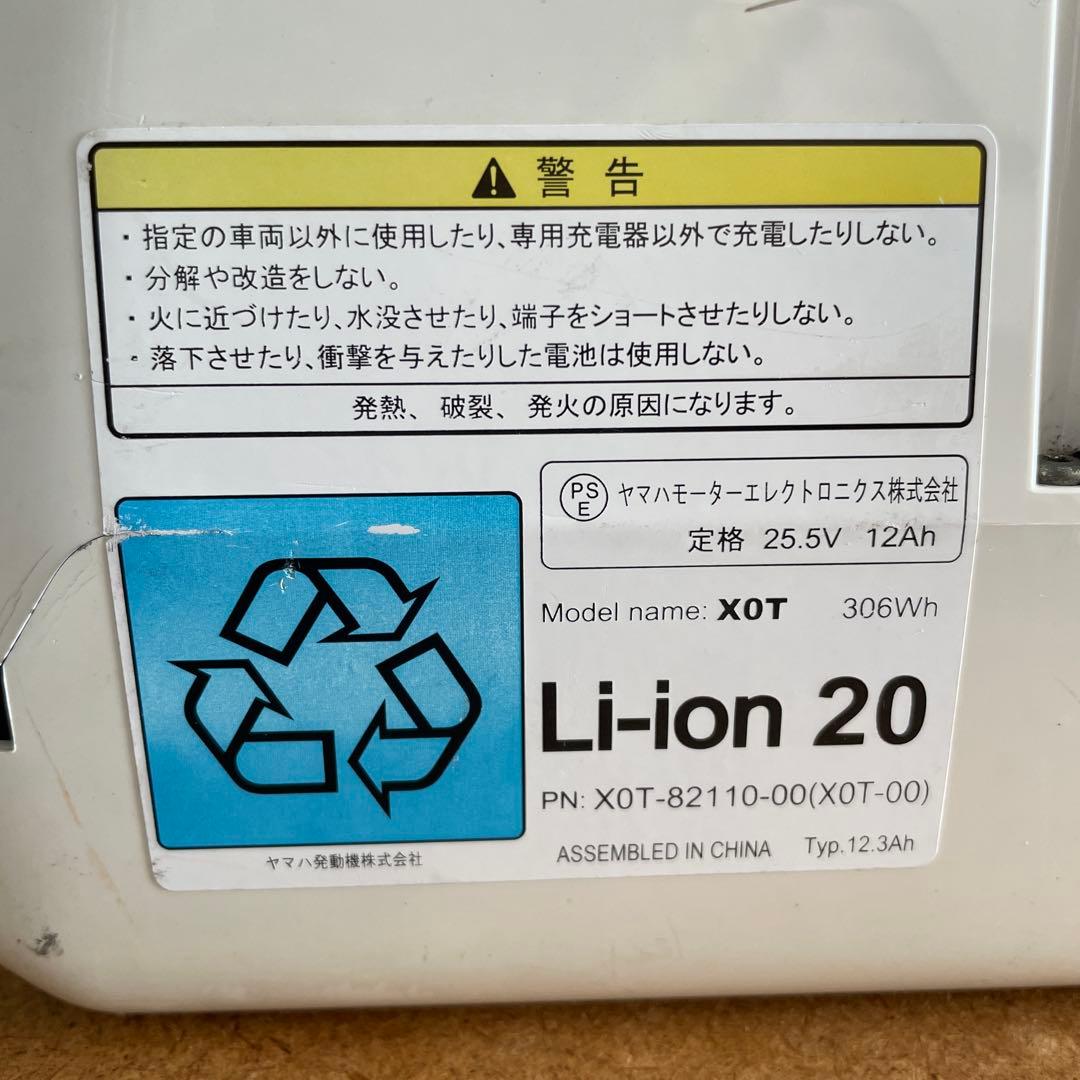 警告
・指定の車両以外に使用したり、専用充電器以外で充電したりしない。
・分解や改造をしない。
・火に近づけたり、水没させたり、端子をショートさせたりしない。
・落下させたり、衝撃を与えたりした電池は使用しない。
発熱、破裂、発火の原因になります。
PSE ヤマハモーターエレクトロニクス株式会社
定格 25.5V 12Ah
Model name: X0T 306Wh
Li-ion 20
PN: X0T-82110-00(X0T-00)
ASSEMBLED IN CHINA Typ.12.3Ah
ヤマハ発動機株式会社